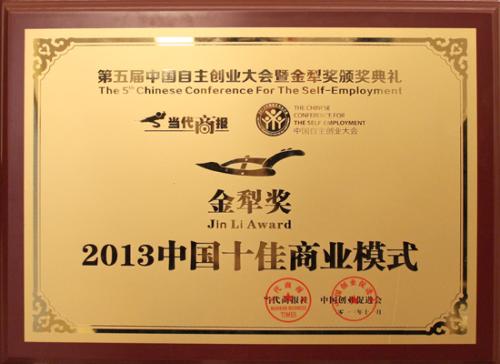 第五届中国自主创业大会暨金犁奖颁奖典礼
The 5th Chinese Conference For The Self-Employment
当代商报
THE CHINESE
CONFERENCE FOR
THE SELF EMPLOYMENT
中国自主创业大会
金犁奖
Jin Li Award
2013中国十佳商业模式
当代商报社 中国创业促进会